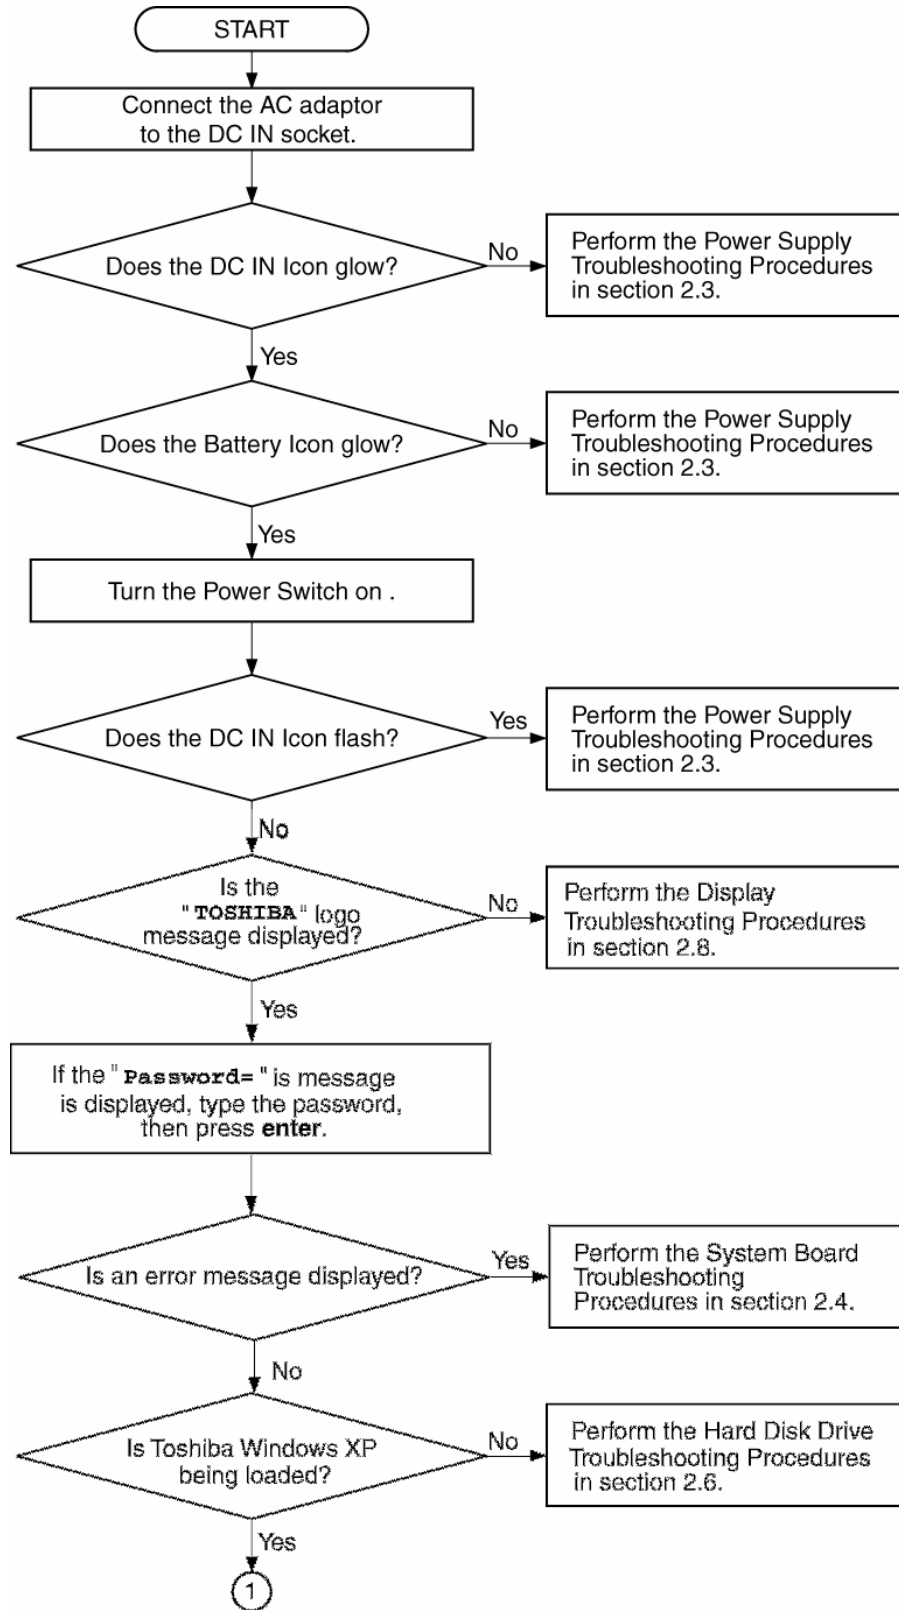 START
Connect the AC adaptor
to the DC IN socket.
Does the DC IN Icon glow?
No
Perform the Power Supply
Troubleshooting Procedures
in section 2.3.
Yes
Does the Battery Icon glow?
No
Perform the Power Supply
Troubleshooting Procedures
in section 2.3.
Yes
Turn the Power Switch on .
Does the DC IN Icon flash?
Yes
Perform the Power Supply
Troubleshooting Procedures
in section 2.3.
No
Is the
"TOSHIBA" logo
message displayed?
No
Perform the Display
Troubleshooting Procedures
in section 2.8.
Yes
If the "Password= " is message
is displayed, type the password,
then press enter.
Is an error message displayed?
Yes
Perform the System Board
Troubleshooting
Procedures in section 2.4.
No
Is Toshiba Windows XP
being loaded?
No
Perform the Hard Disk Drive
Troubleshooting Procedures
in section 2.6.
Yes
1